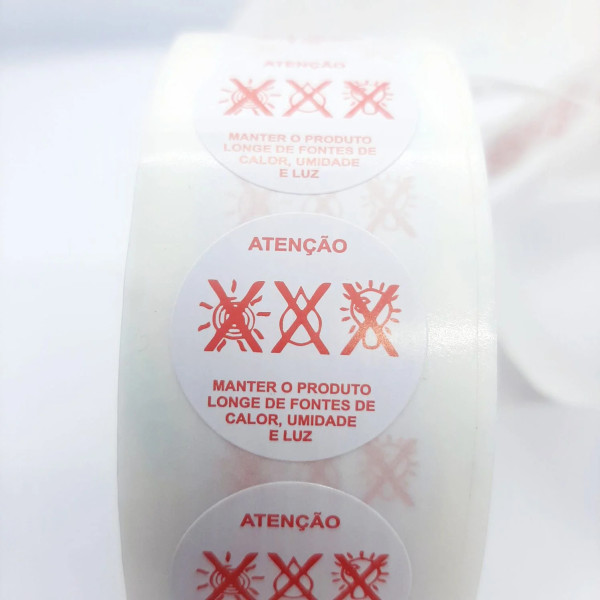 ATENÇÃO
MANTER O PRODUTO
LONGE DE FONTES DE
CALOR, UMIDADE
E LUZ
ATENÇÃO
MANTER O PRODUTO
LONGE DE FONTES DE
CALOR, UMIDADE
E LUZ
ATENÇÃO